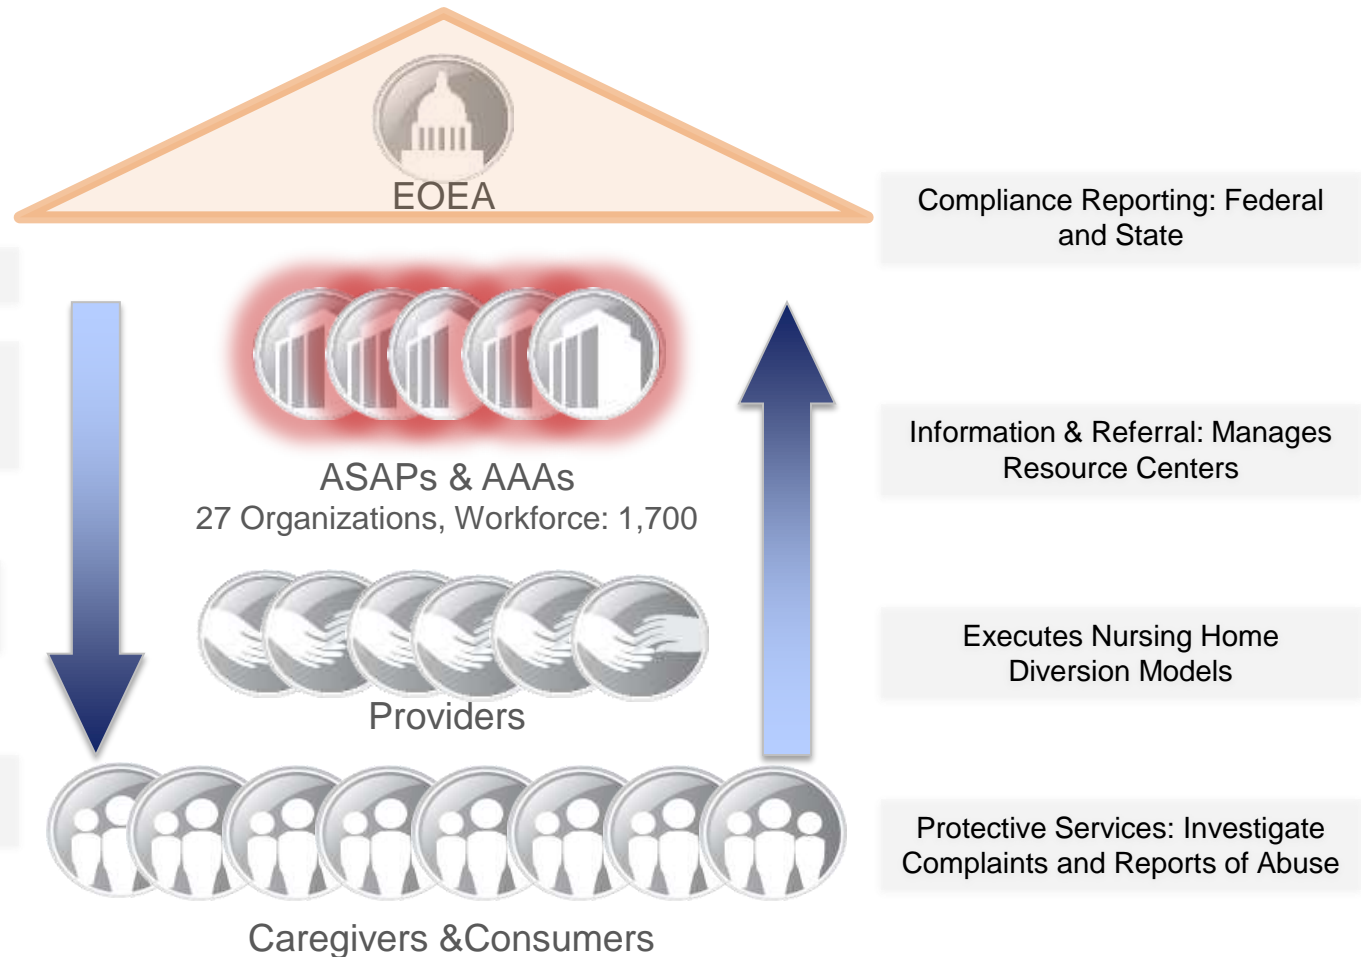 EOEA
Compliance Reporting: Federal
and State
ASAPs & AAAs
27 Organizations, Workforce: 1,700
Information & Referral: Manages
Resource Centers
Providers
Executes Nursing Home
Diversion Models
Protective Services: Investigate
Complaints and Reports of Abuse
Caregivers &Consumers